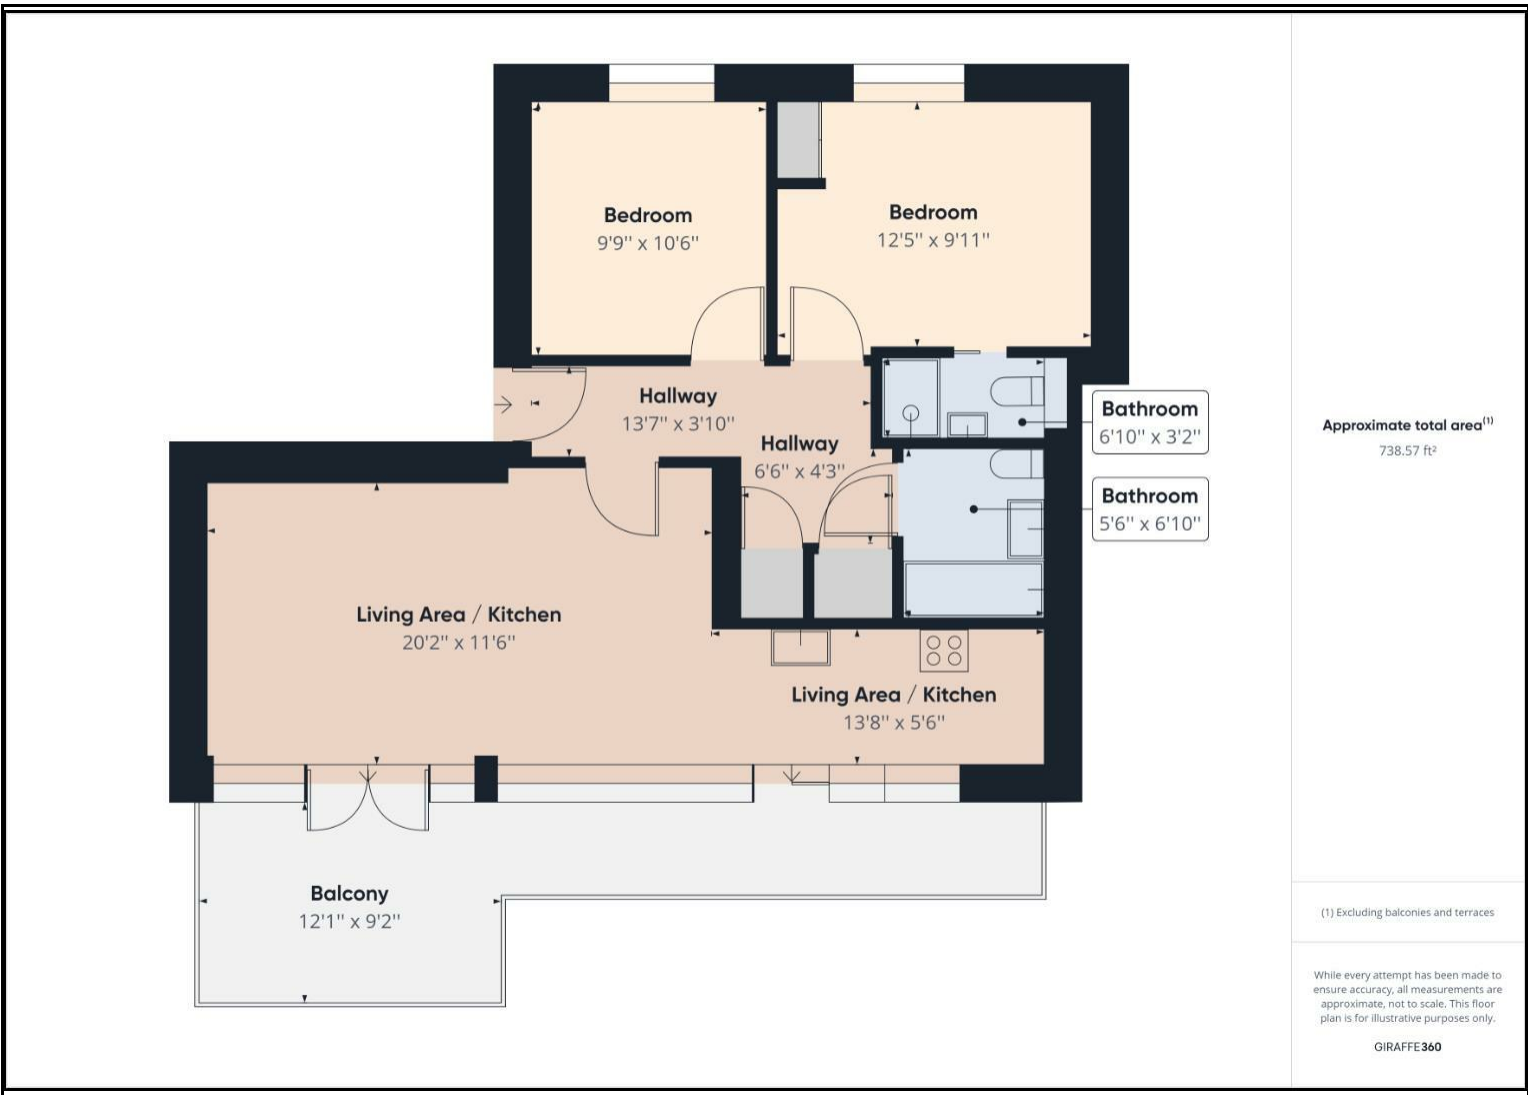 Bedroom
9'9'' x 10'6''
Bedroom
12'5'' x 9'11''
Hallway
13'7'' x 3'10''
Hallway
6'6'' x 4'3''
Bathroom
6'10'' x 3'2''
Bathroom
5'6'' x 6'10''
Living Area / Kitchen
20'2'' x 11'6''
Living Area / Kitchen
13'8'' x 5'6''
Balcony
12'1'' x 9'2''
Approximate total area(1)
738.57 ft²
(1) Excluding balconies and terraces
While every attempt has been made to
ensure accuracy, all measurements are
approximate, not to scale. This floor
plan is for illustrative purposes only.
GIRAFFE360